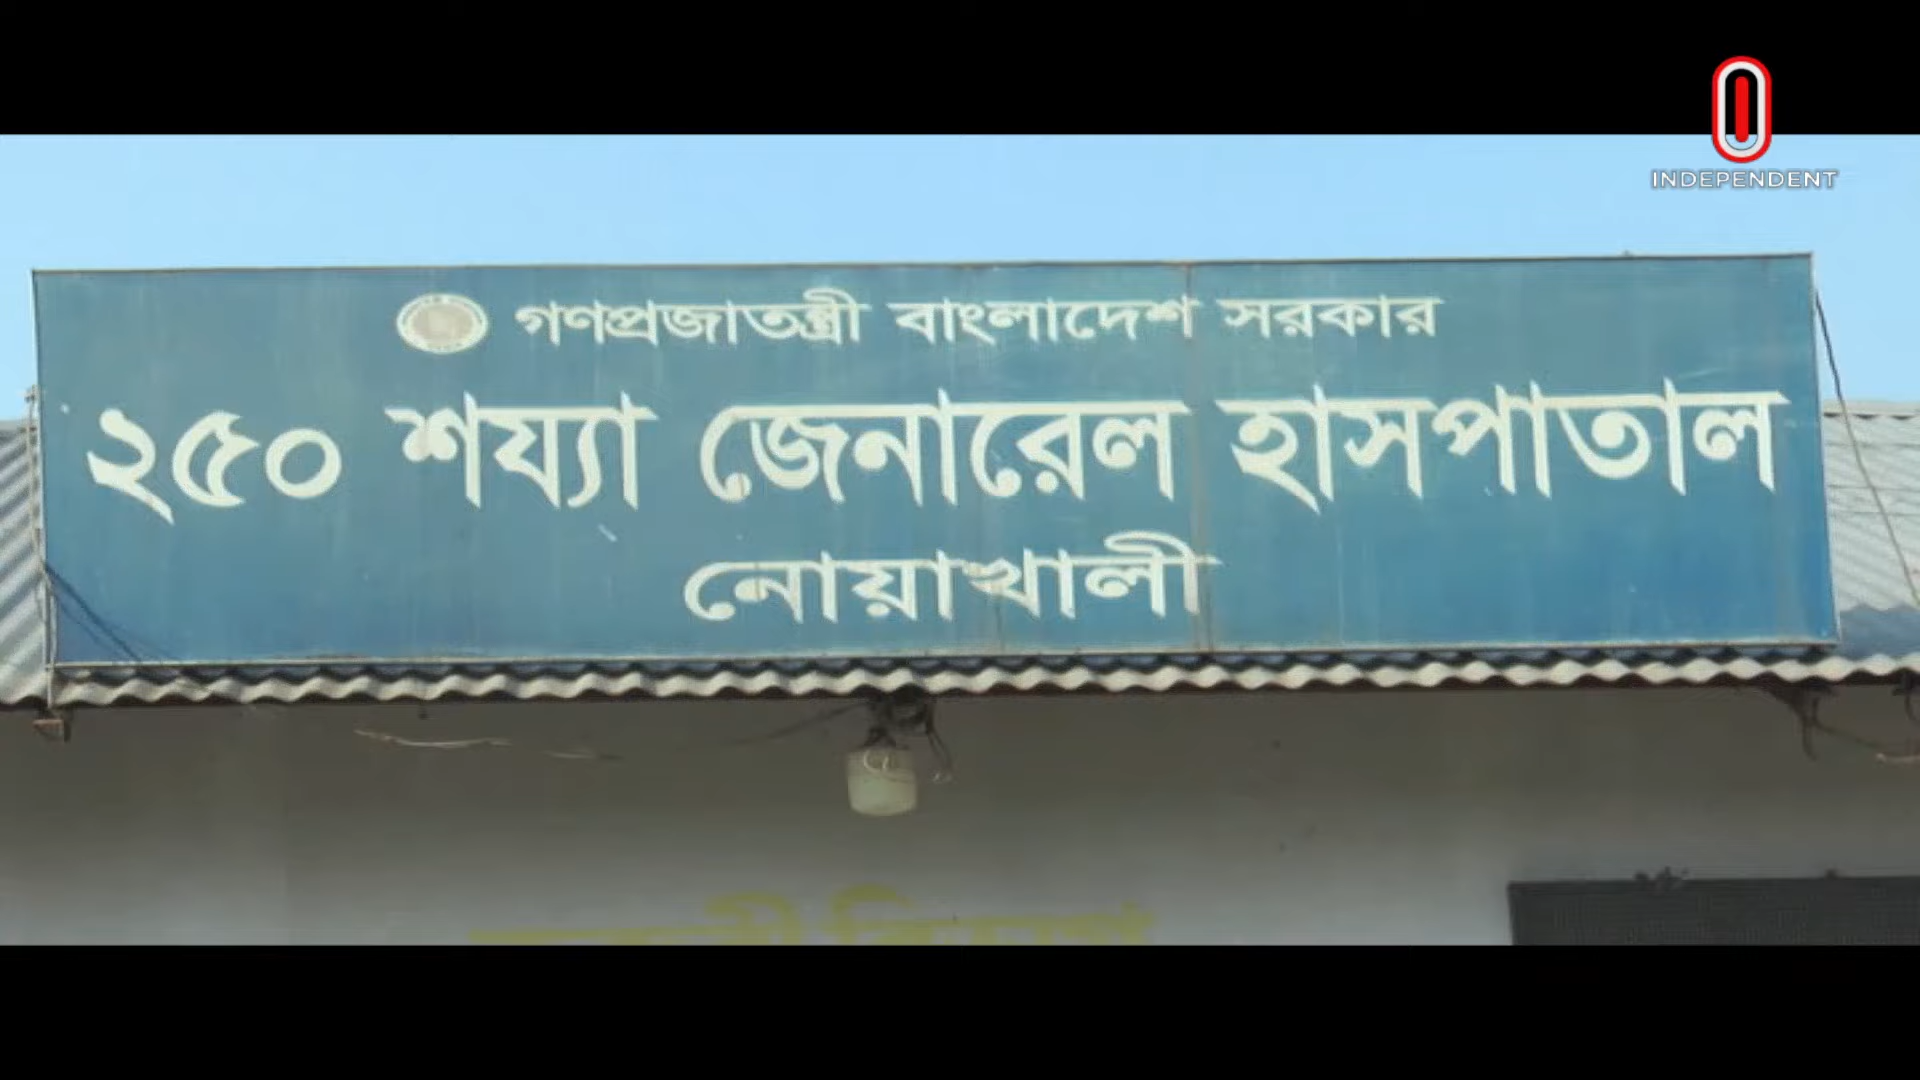 INDEPENDENT
গণপ্রজাতন্ত্রী বাংলাদেশ সরকার
২৫০ শয্যা জেনারেল হাসপাতাল
নোয়াখালী